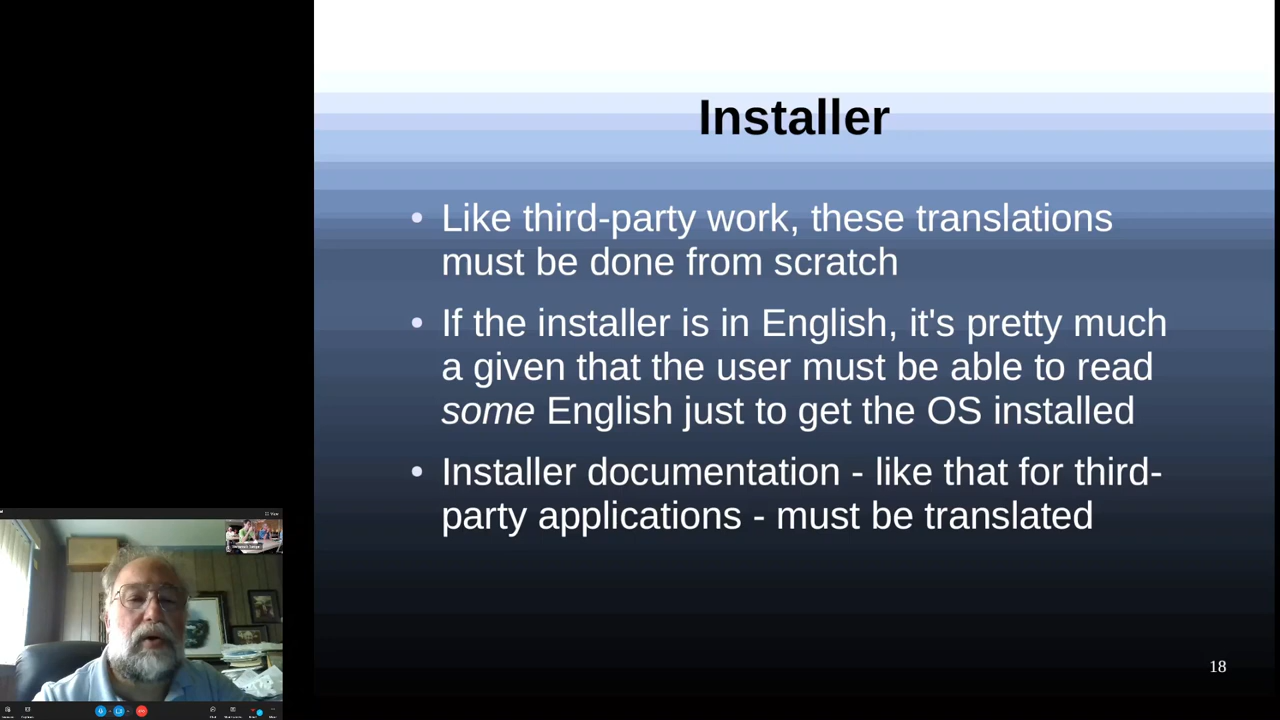 Installer
Like third-party work, these translations
must be done from scratch
If the installer is in English, it's pretty much
a given that the user must be able to read
some English just to get the OS installed
Installer documentation - like that for third-
party applications - must be translated
18
View